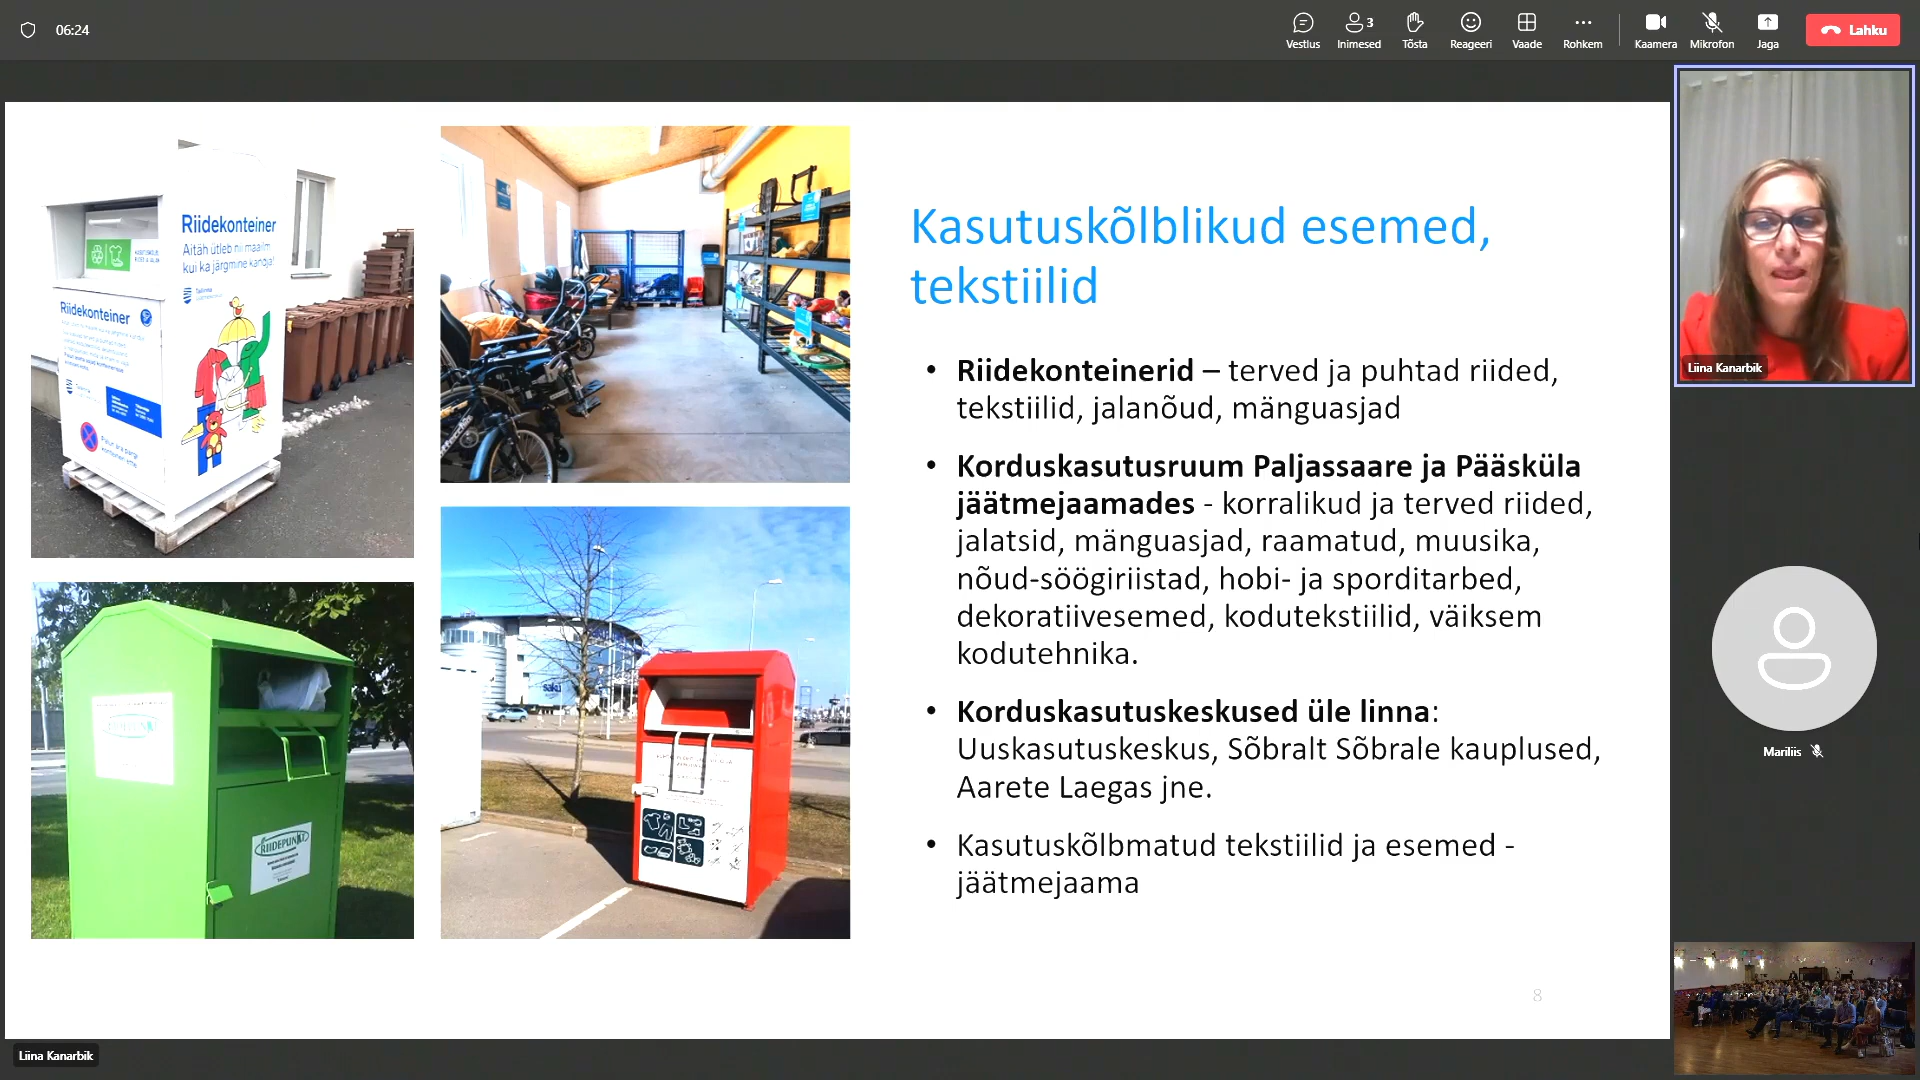 06:24
Vestlus
Inimesed
3
Tõsta
Reageeri
Vaade
Rohkem
Kaamera
Mikrofon
Jaga
Lahku
Riidekonteiner
Aitäh ütleb nii maailm
kui ka järgmine kandja!
Riidekonteiner
RIIDEPUNKT
saku
Kasutuskõlblikud esemed,
tekstiilid
• Riidekonteinerid – terved ja puhtad riided,
tekstiilid, jalanõud, mänguasjad
• Korduskasutusruum Paljassaare ja Pääsküla
jäätmejaamades - korralikud ja terved riided,
jalatsid, mänguasjad, raamatud, muusika,
nõud-söögiriistad, hobi- ja sporditarbed,
dekoratiivesemed, kodutekstiilid, väiksem
kodutehnika.
• Korduskasutuskeskused üle linna:
Uuskasutuskeskus, Sõbralt Sõbrale kauplused,
Aarete Laegas jne.
• Kasutuskõlbmatud tekstiilid ja esemed -
jäätmejaama
8
Liina Kanarbik
Mariliis
Liina Kanarbik